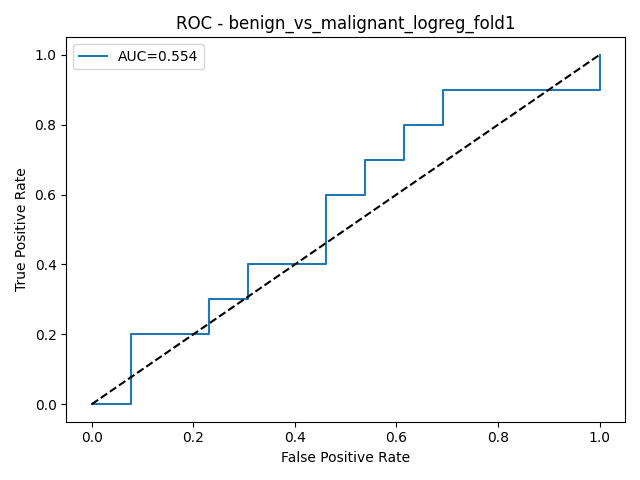 ROC - benign_vs_malignant_logreg_fold1
AUC=0.554
1.0
0.8
0.6
0.4
0.2
0.0
True Positive Rate
0.0 0.2 0.4 0.6 0.8 1.0
False Positive Rate